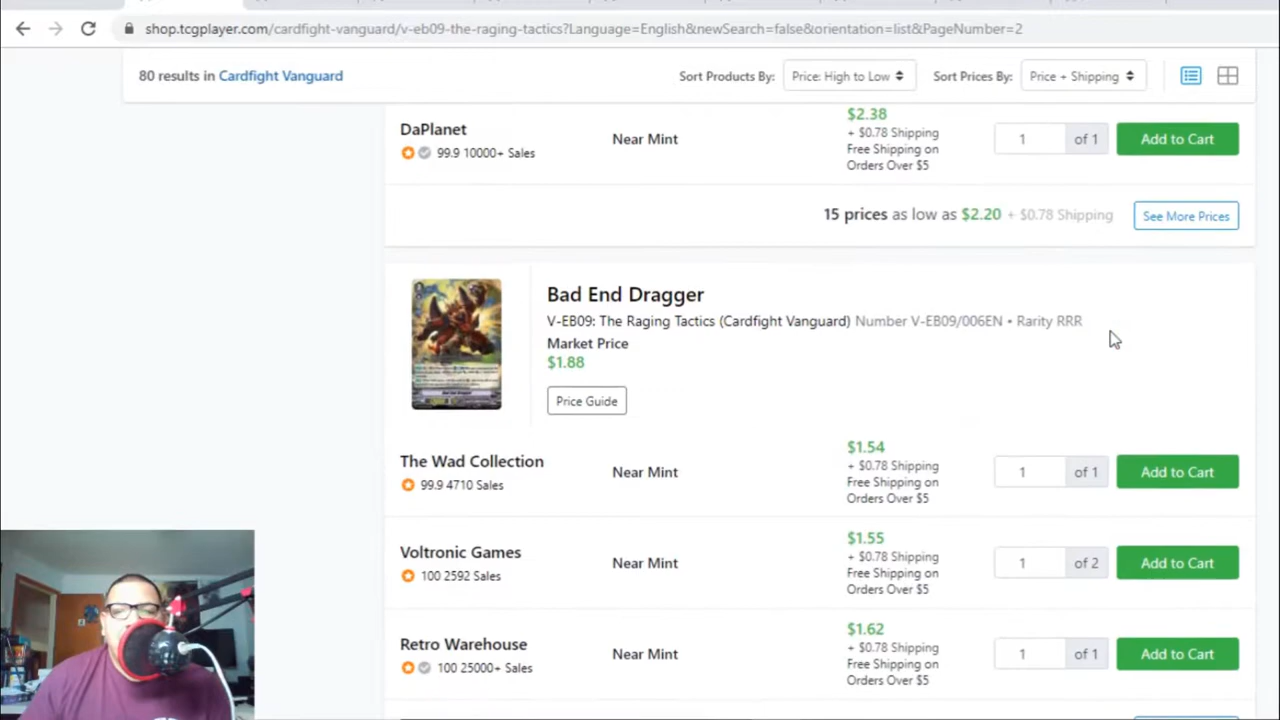 shop.tcgplayer.com/cardfight-vanguard/v-eb09-the-raging-tactics?Language=English&newSearch=false&orientation=list&PageNumber=2
80 results in Cardfight Vanguard
Sort Products By: Price: High to Low Sort Prices By: Price + Shipping
$2.38
DaPlanet Near Mint + $0.78 Shipping 1 of 1 Add to Cart
99.9 10000+ Sales Free Shipping on
Orders Over $5
15 prices as low as $2.20 + $0.78 Shipping See More Prices
Bad End Dragger
V-EB09: The Raging Tactics (Cardfight Vanguard) Number V-EB09/006EN • Rarity RRR
Market Price
$1.88
Price Guide
$1.54
The Wad Collection Near Mint + $0.78 Shipping 1 of 1 Add to Cart
99.9 4710 Sales Free Shipping on
Orders Over $5
$1.55
Voltronic Games Near Mint + $0.78 Shipping 1 of 2 Add to Cart
100 2592 Sales Free Shipping on
Orders Over $5
$1.62
Retro Warehouse Near Mint + $0.78 Shipping 1 of 1 Add to Cart
100 25000+ Sales Free Shipping on
Orders Over $5